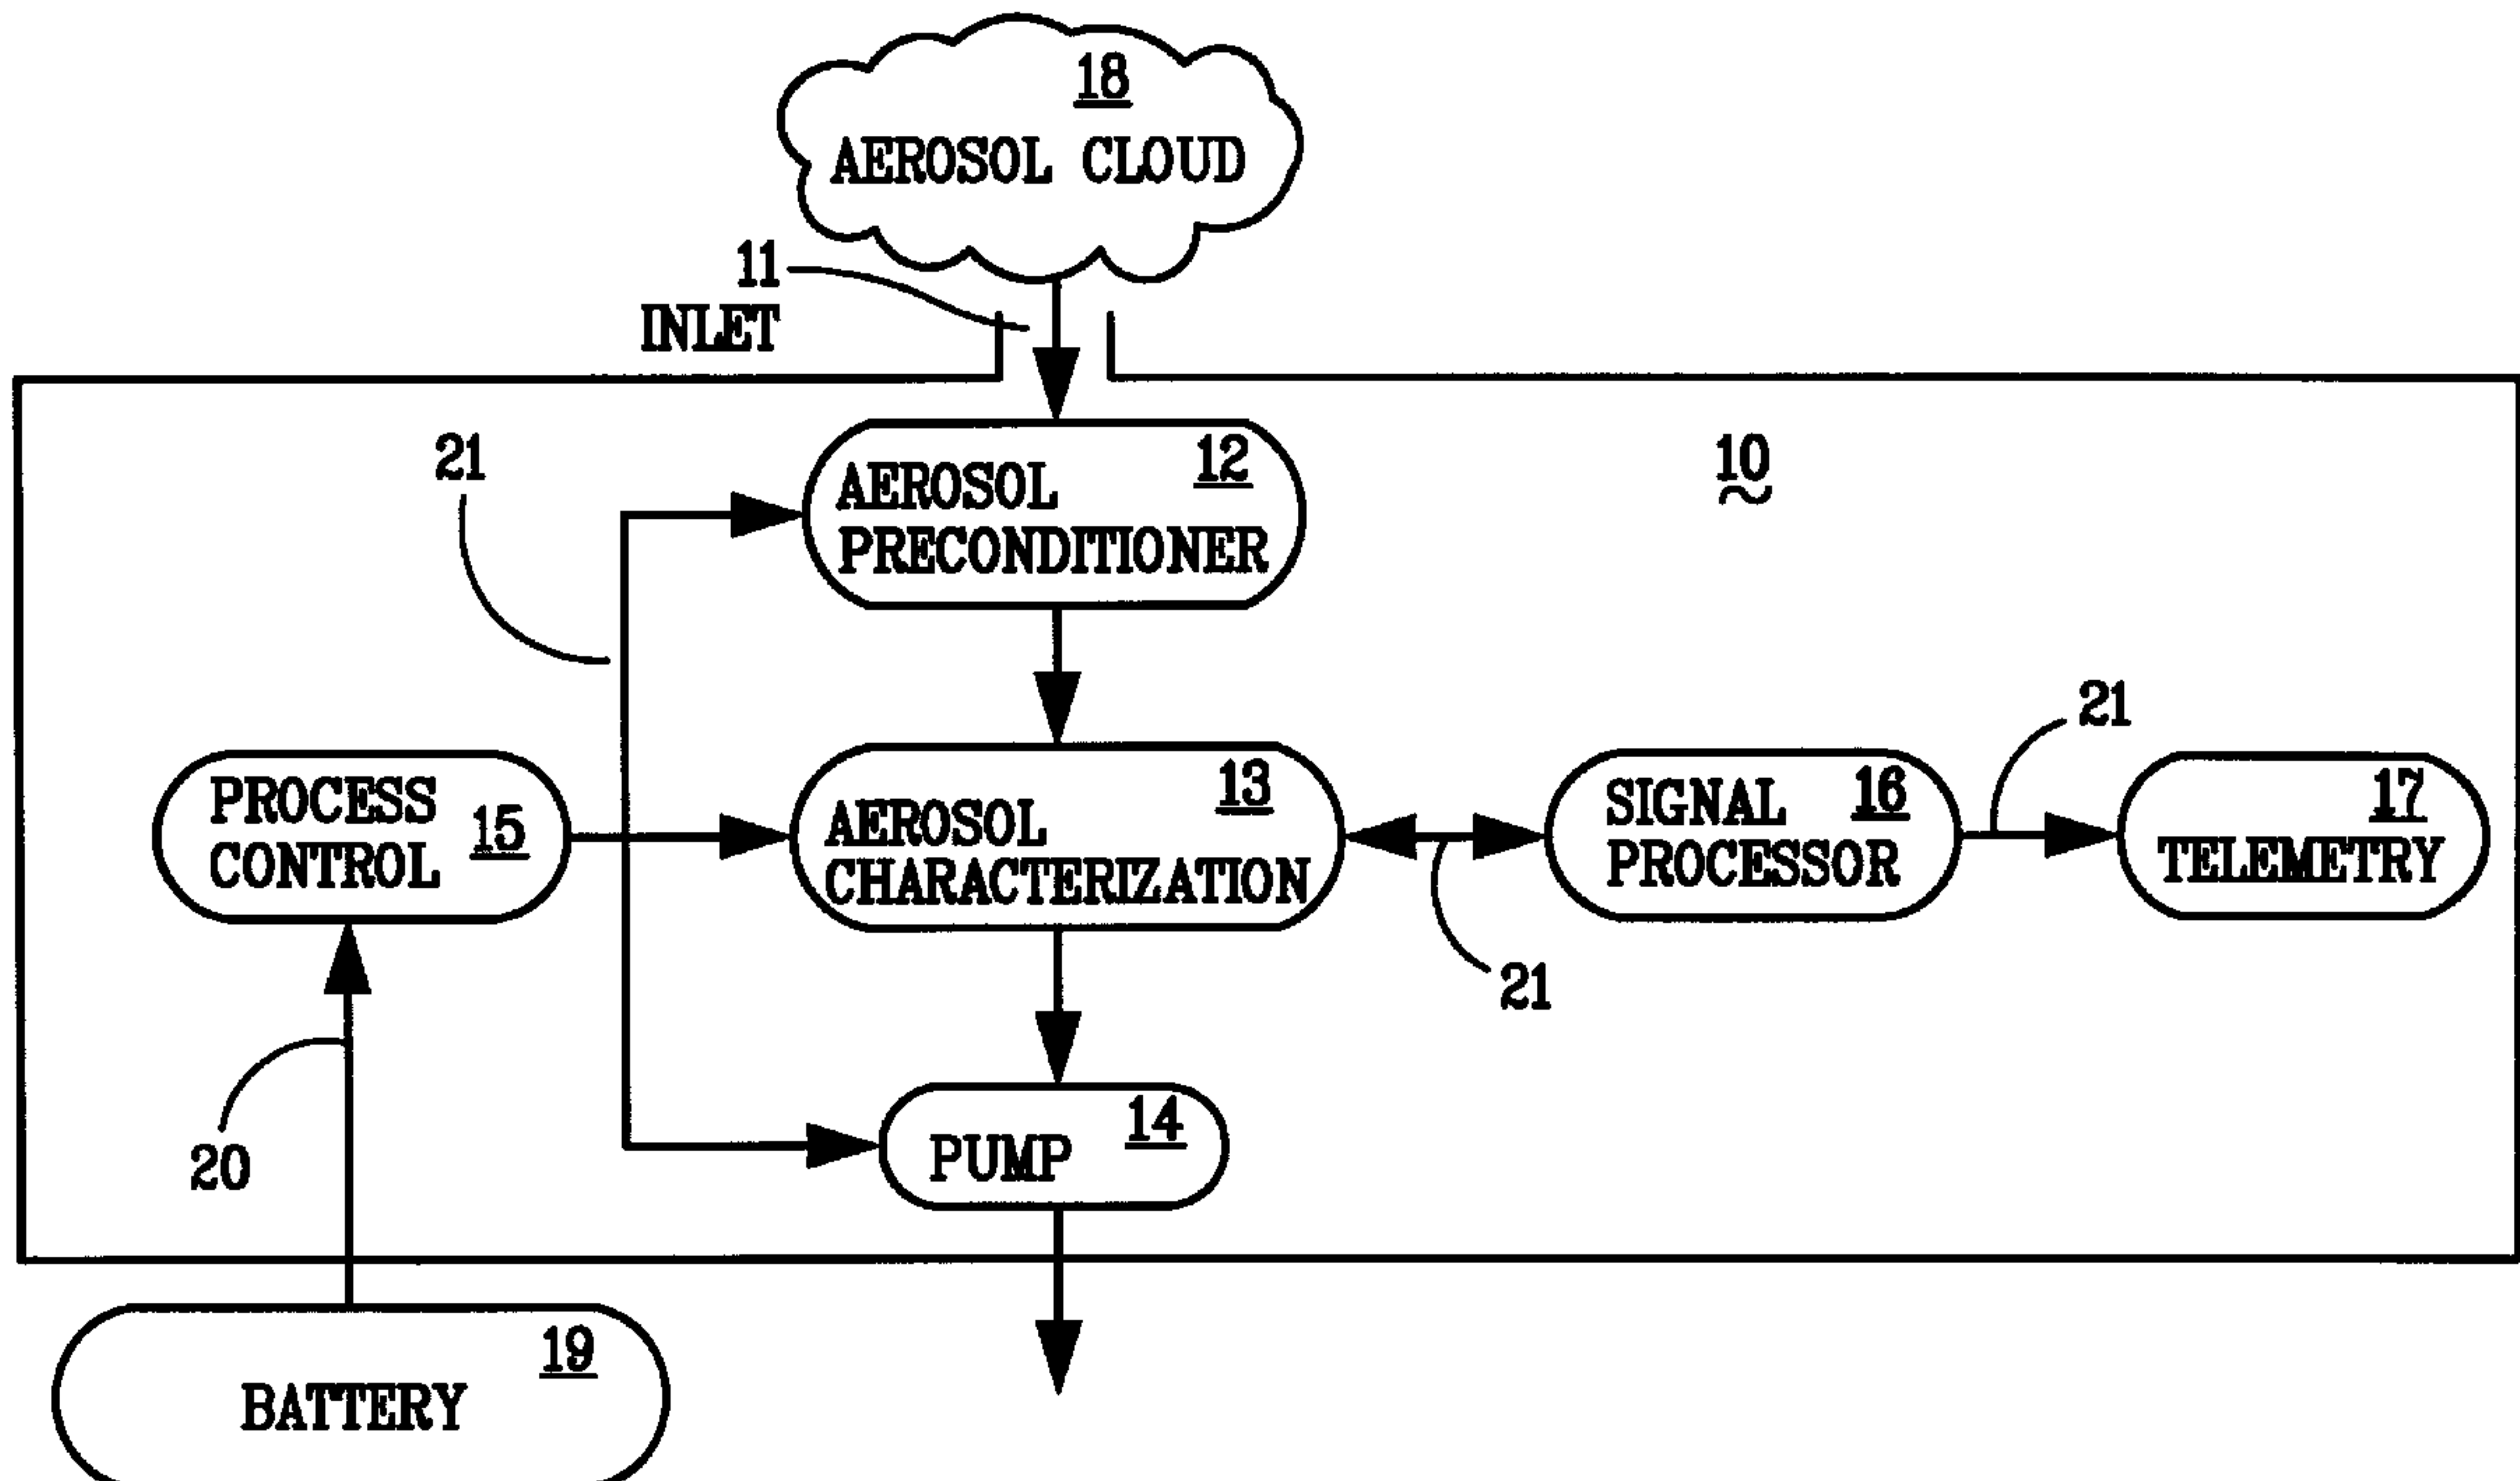 18
AEROSOL CLOUD
11
INLET
21
12
AEROSOL
PRECONDITIONER
10
21
PROCESS
CONTROL
15
13
AEROSOL
CHARACTERIZATION
16
SIGNAL
PROCESSOR
17
TELEMETRY
21
20
14
PUMP
19
BATTERY